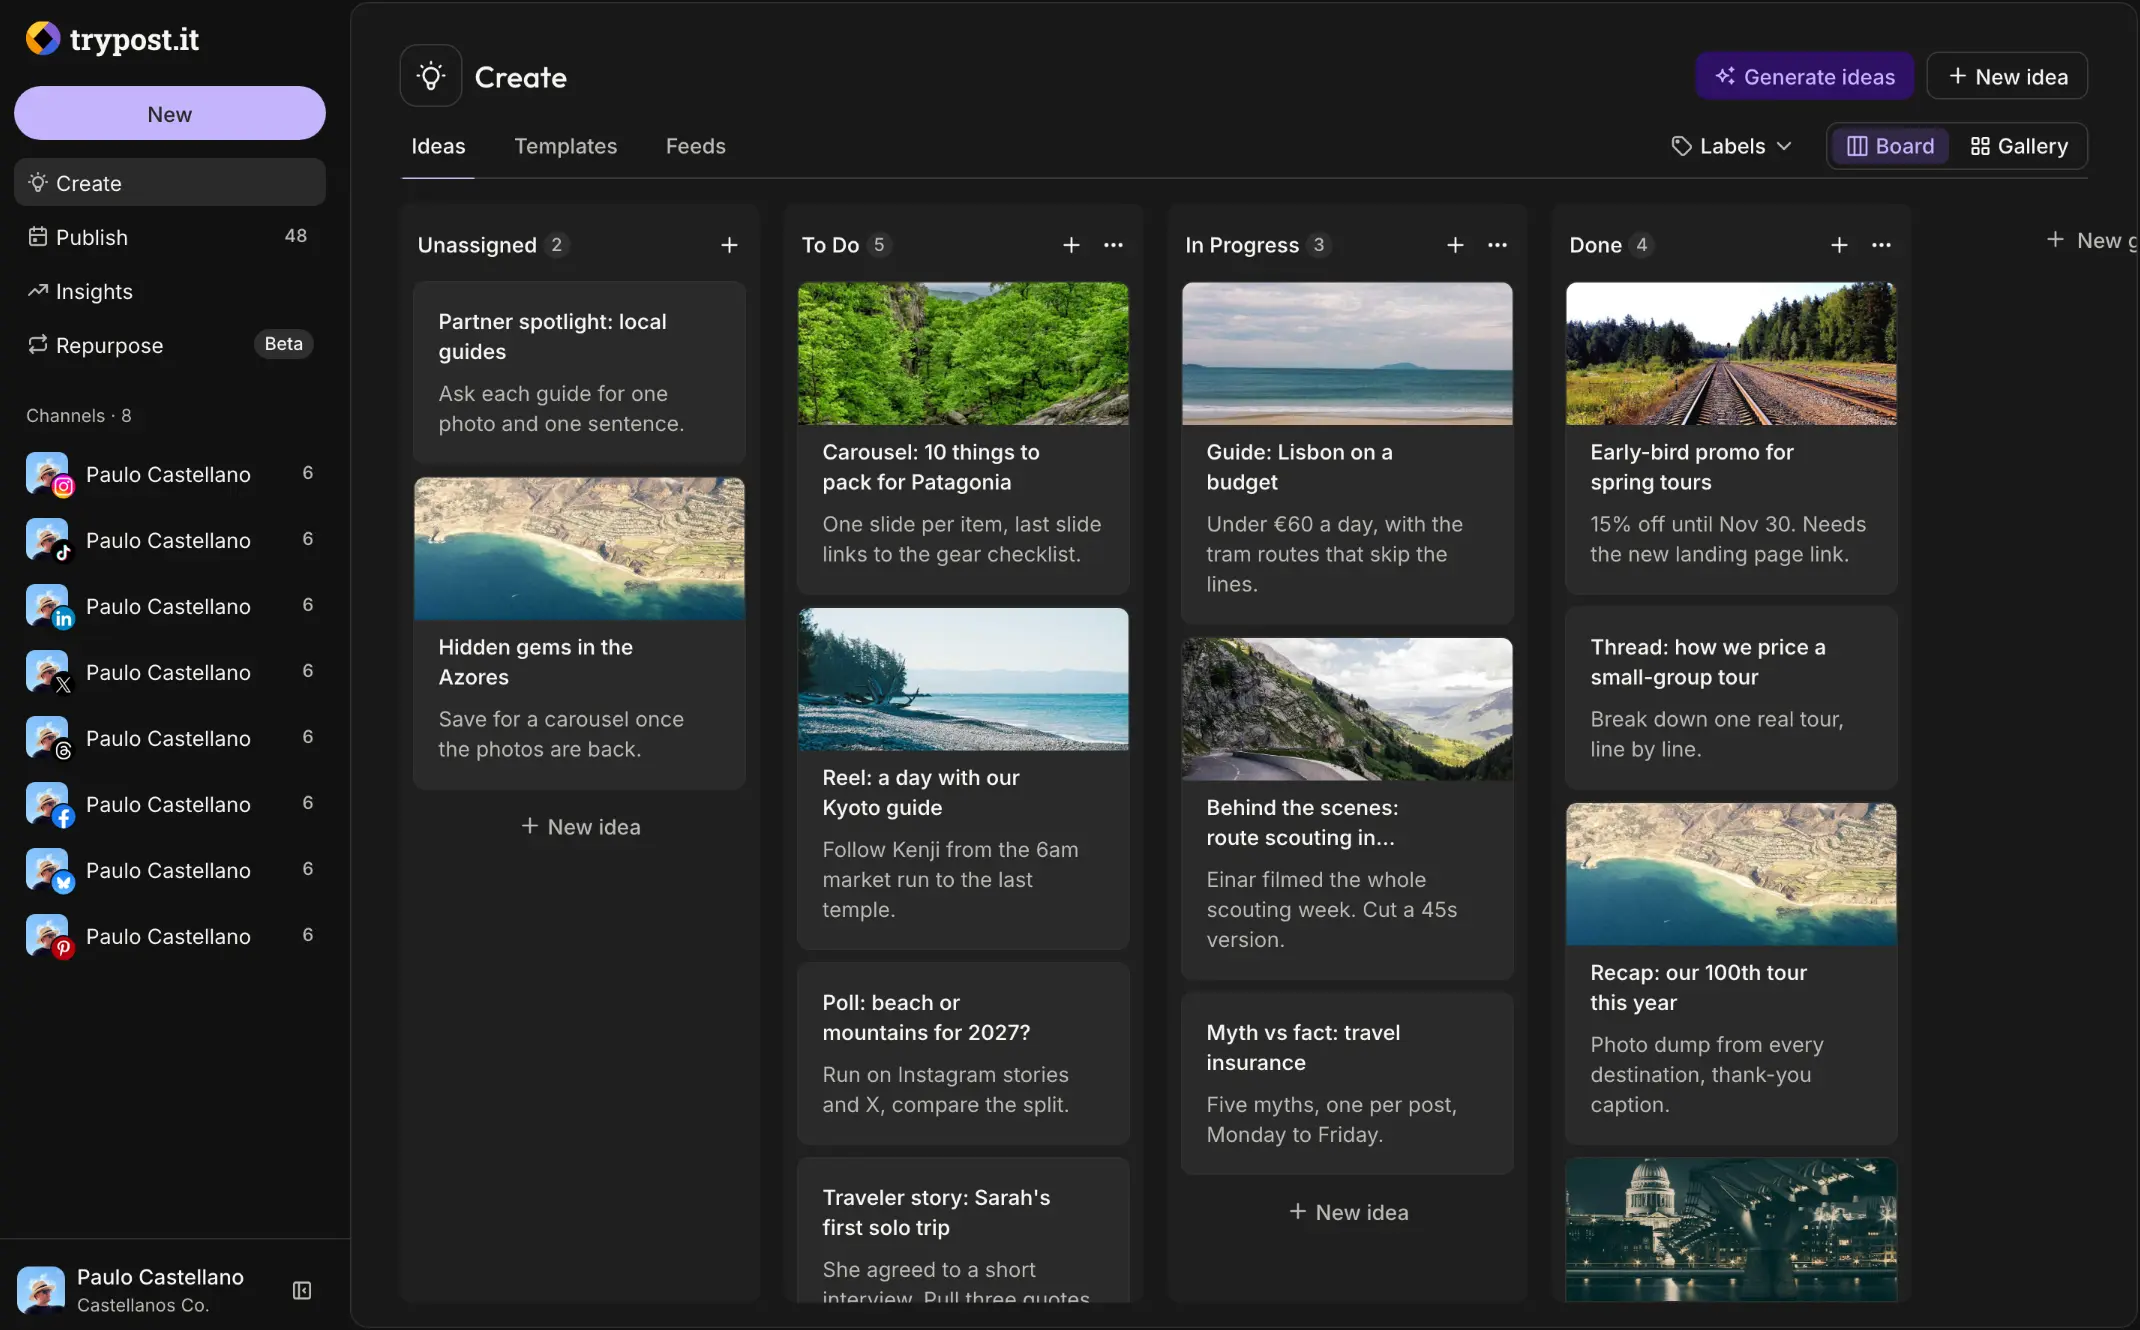 trypost.it
New
Create
Publish
48
Insights
Repurpose
Beta
Channels · 8
Paulo Castellano
6
Paulo Castellano
6
Paulo Castellano
6
Paulo Castellano
6
Paulo Castellano
6
Paulo Castellano
6
Paulo Castellano
6
Paulo Castellano
6
Paulo Castellano
Castellanos Co.
Create
Generate ideas
New idea
Ideas
Templates
Feeds
Labels
Board
Gallery
Unassigned
2
Partner spotlight: local
guides
Ask each guide for one
photo and one sentence.
Hidden gems in the
Azores
Save for a carousel once
the photos are back.
New idea
To Do
5
Carousel: 10 things to
pack for Patagonia
One slide per item, last slide
links to the gear checklist.
Reel: a day with our
Kyoto guide
Follow Kenji from the 6am
market run to the last
temple.
Poll: beach or
mountains for 2027?
Run on Instagram stories
and X, compare the split.
Traveler story: Sarah's
first solo trip
She agreed to a short
interview. Pull three quotes
In Progress
3
Guide: Lisbon on a
budget
Under €60 a day, with the
tram routes that skip the
lines.
Behind the scenes:
route scouting in...
Einar filmed the whole
scouting week. Cut a 45s
version.
Myth vs fact: travel
insurance
Five myths, one per post,
Monday to Friday.
New idea
Done
4
Early-bird promo for
spring tours
15% off until Nov 30. Needs
the new landing page link.
Thread: how we price a
small-group tour
Break down one real tour,
line by line.
Recap: our 100th tour
this year
Photo dump from every
destination, thank-you
caption.
New